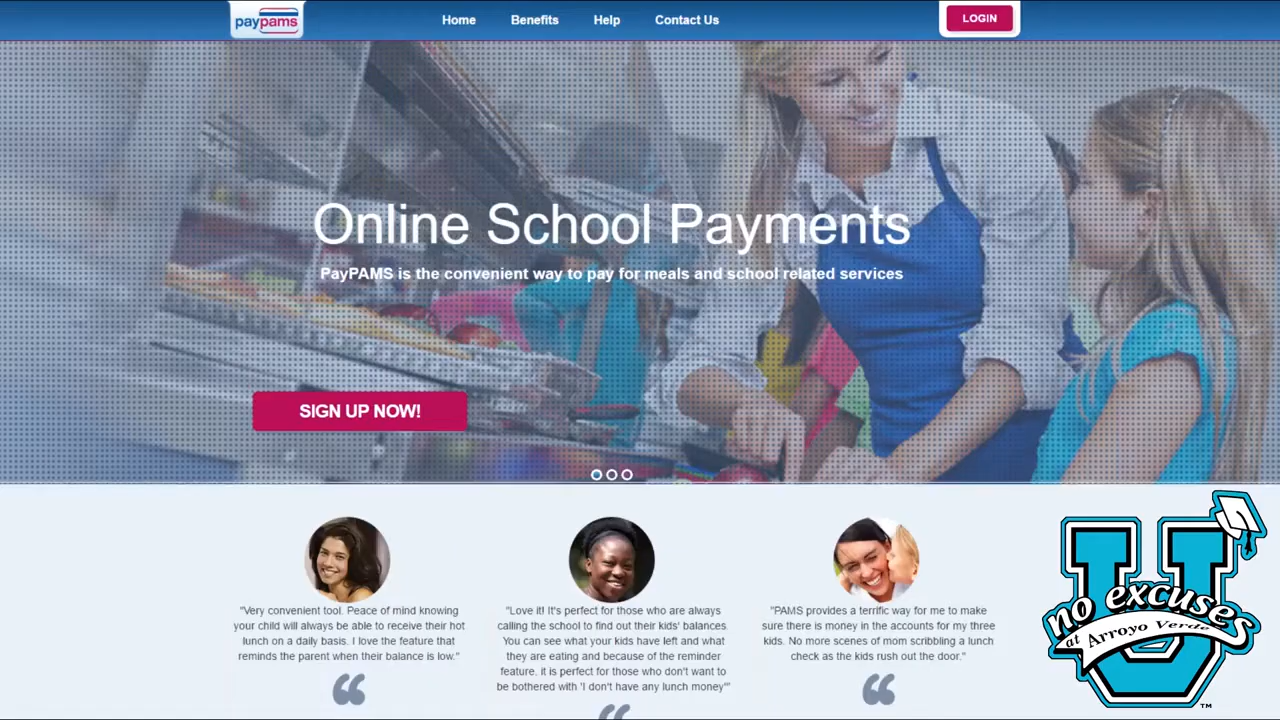 paypams
Home Benefits Help Contact Us
LOGIN
Online School Payments
PayPAMS is the convenient way to pay for meals and school related services
SIGN UP NOW!
"Very convenient tool. Peace of mind knowing
your child will always be able to receive their hot
lunch on a daily basis. I love the feature that
reminds the parent when their balance is low."
"Love it! It's perfect for those who are always
calling the school to find out their kids' balances.
You can see what your kids have left and what
they are eating and because of the reminder
feature, it is perfect for those who don't want to
be bothered with 'I don't have any lunch money'"
"PAMS provides a terrific way for me to make
sure there is money in the accounts for my three
kids. No more scenes of mom scribbling a lunch
check as the kids rush out the door."
U
no excuses
at Arroyo Verde
™